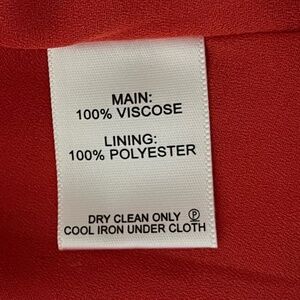 MAIN:
100% VISCOSE
LINING:
100% POLYESTER
DRY CLEAN ONLY Ⓟ
COOL IRON UNDER CLOTH